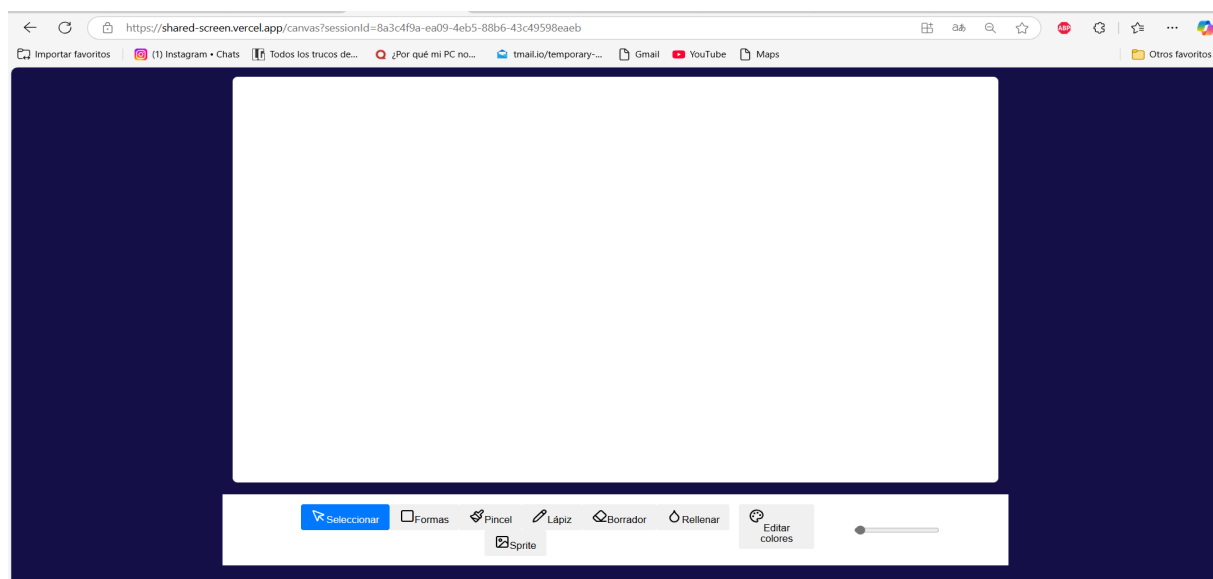 https://shared-screen.vercel.app/canvas?sessionId=8a3c4f9a-ea09-4eb5-88b6-43c49598eaeb
ABP
Importar favoritos (1) Instagram • Chats Todos los trucos de... ¿Por qué mi PC no... tmail.io/temporary-... Gmail YouTube Maps Otros favoritos
Seleccionar Formas Pincel Lápiz Borrador Rellenar Editar
colores
Sprite